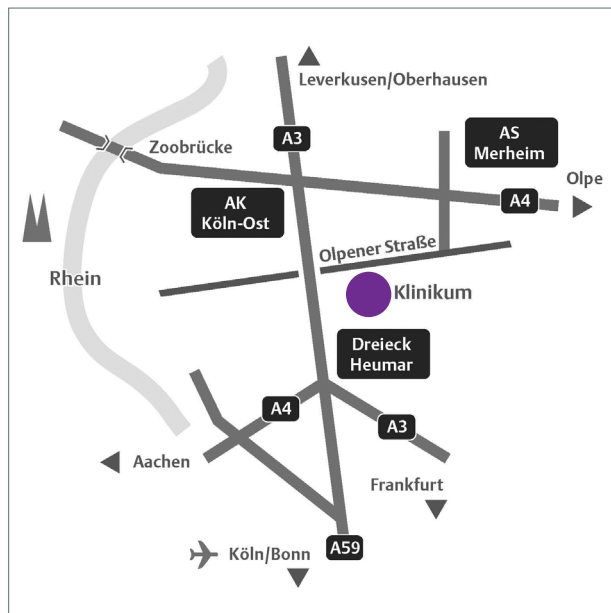 Leverkusen/Oberhausen
A3
Zoobrücke
AS
Merheim
Olpe
A4
AK
Köln-Ost
Olpener Straße
Rhein
Klinikum
Dreieck
Heumar
A4
A3
Aachen
Frankfurt
A59
Köln/Bonn